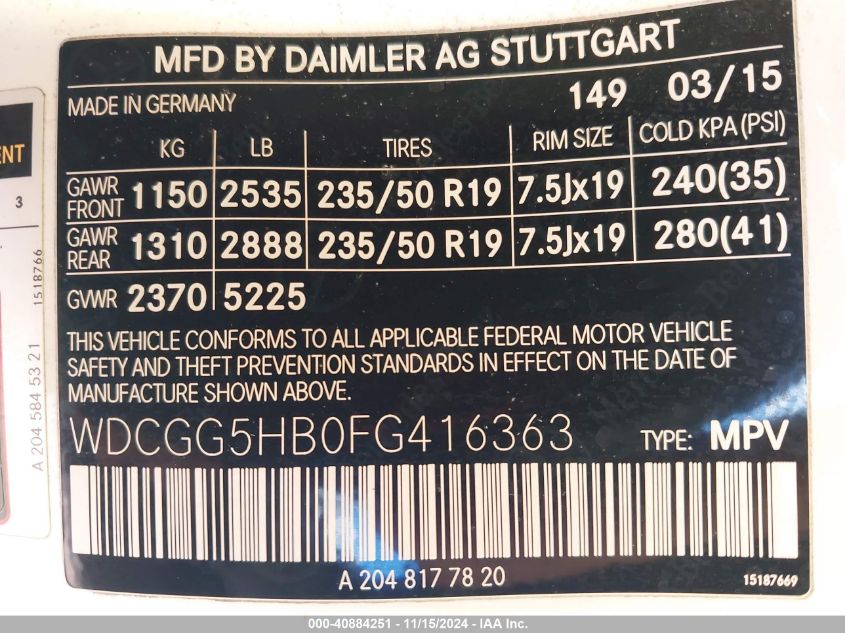 MFD BY DAIMLER AG STUTTGART
MADE IN GERMANY 149 03/15
KG LB TIRES RIM SIZE COLD KPA (PSI)
GAWR FRONT 1150 2535 235/50 R19 7.5Jx19 240(35)
GAWR REAR 1310 2888 235/50 R19 7.5Jx19 280(41)
GVWR 2370 5225
THIS VEHICLE CONFORMS TO ALL APPLICABLE FEDERAL MOTOR VEHICLE
SAFETY AND THEFT PREVENTION STANDARDS IN EFFECT ON THE DATE OF
MANUFACTURE SHOWN ABOVE.
WDCGG5HB0FG416363 TYPE: MPV
A 204 817 78 20
15187669
ENT
3
1518766
A 204 584 53 21
000-40884251 - 11/15/2024 - IAAI, INC.